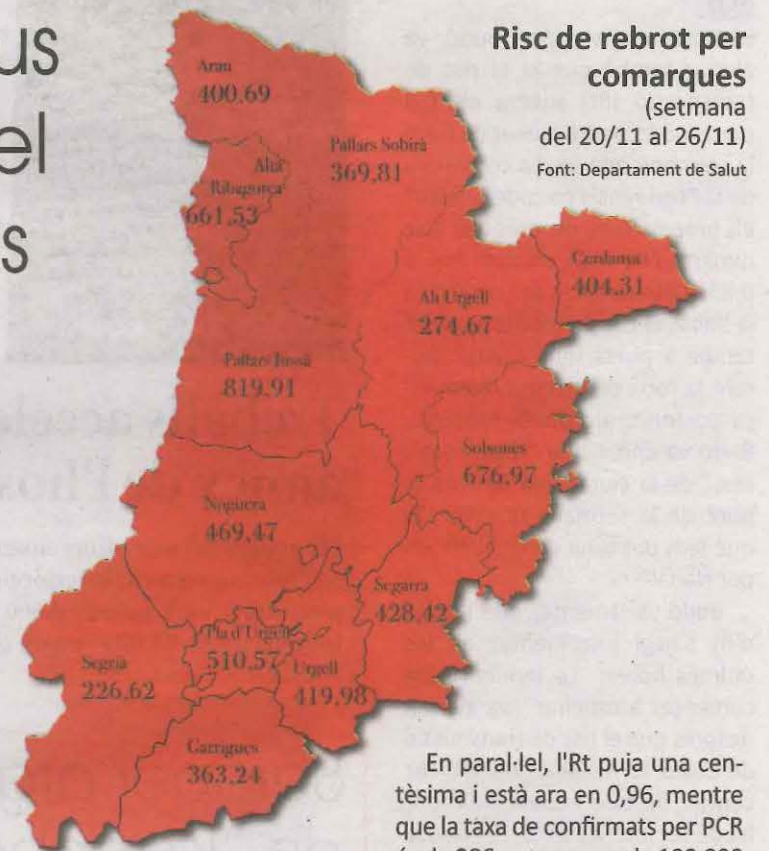 us
el
s
Risc de rebrot per
comarques
(setmana
del 20/11 al 26/11)
Font: Departament de Salut
Aran
400,69
Pallars Sobirà
369,81
Alta
Ribagorça
661,53
Cerdanya
404,31
Alt Urgell
274,67
Pallars Jussà
819,91
Solsonès
676,97
Noguera
469,47
Segarra
428,42
Pla d'Urgell
510,57
Urgell
419,98
Segrià
226,62
Garrigues
363,24
En paral·lel, l'Rt puja una cen-
tèsima i està ara en 0,96, mentre
que la taxa de confirmats per PCR